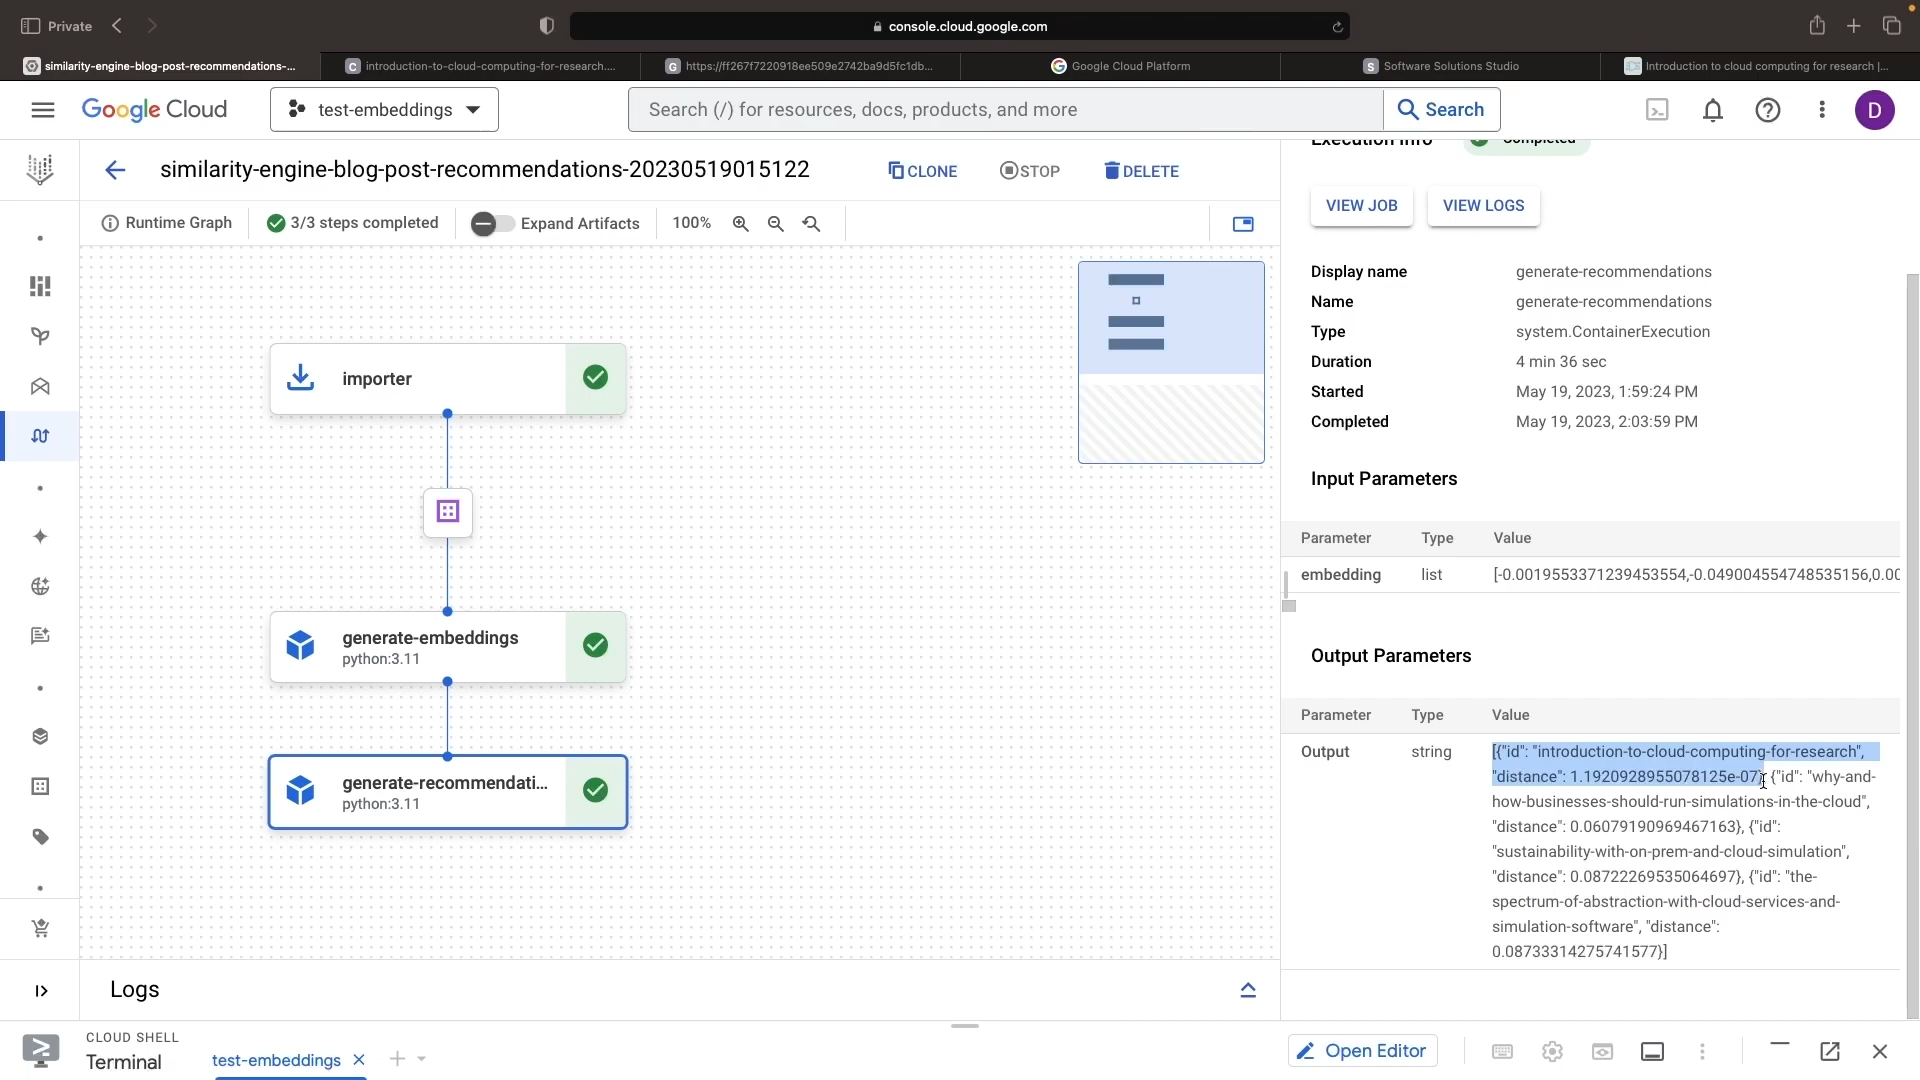 Private
console.cloud.google.com
similarity-engine-blog-post-recommendations-...
introduction-to-cloud-computing-for-research....
https://ff267f7220918ee509e2742ba9d5fc1db...
Google Cloud Platform
Software Solutions Studio
Introduction to cloud computing for research |...
Google Cloud
test-embeddings
Search (/) for resources, docs, products, and more
Search
D
similarity-engine-blog-post-recommendations-20230519015122
CLONE
STOP
DELETE
Execution Info
Completed
Runtime Graph
3/3 steps completed
Expand Artifacts
100%
VIEW JOB
VIEW LOGS
Display name generate-recommendations
Name generate-recommendations
Type system.ContainerExecution
Duration 4 min 36 sec
Started May 19, 2023, 1:59:24 PM
Completed May 19, 2023, 2:03:59 PM
importer
generate-embeddings
python:3.11
generate-recommendati...
python:3.11
Input Parameters
Parameter Type Value
embedding list [-0.0019553371239453554,-0.049004554748535156,0.00
Output Parameters
Parameter Type Value
Output string [{"id": "introduction-to-cloud-computing-for-research",
"distance": 1.1920928955078125e-07}, {"id": "why-and-
how-businesses-should-run-simulations-in-the-cloud",
"distance": 0.06079190969467163}, {"id":
"sustainability-with-on-prem-and-cloud-simulation",
"distance": 0.08722269535064697}, {"id": "the-
spectrum-of-abstraction-with-cloud-services-and-
simulation-software", "distance":
0.08733314275741577}]
Logs
CLOUD SHELL
Terminal
test-embeddings
Open Editor